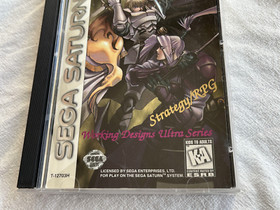 SEGA SATURN
Strategy/RPG
Working Designs Ultra Series
SEGA
LICENSED BY SEGA ENTERPRISES, LTD.
FOR PLAY ON THE SEGA SATURN™ SYSTEM.
T-12703H
KIDS TO ADULTS
K-A
ESRB